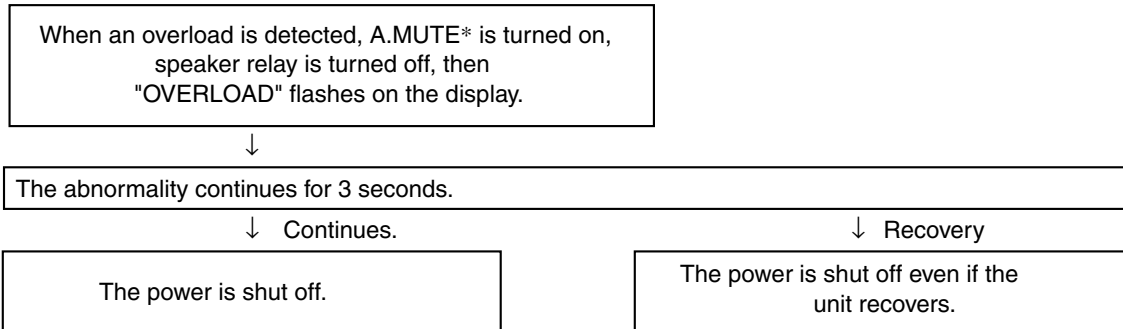 When an overload is detected, A.MUTE* is turned on,
speaker relay is turned off, then
"OVERLOAD" flashes on the display.
↓
The abnormality continues for 3 seconds.
↓ Continues.
↓ Recovery
The power is shut off.
The power is shut off even if the
unit recovers.